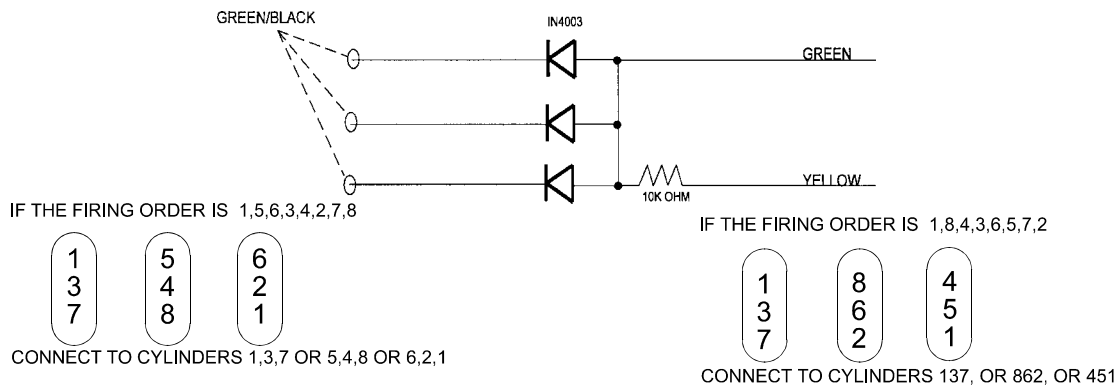 GREEN/BLACK
IN4003
GREEN
10K OHM
YELLOW
IF THE FIRING ORDER IS 1,5,6,3,4,2,7,8
1 5 6
3 4 2
7 8 1
CONNECT TO CYLINDERS 1,3,7 OR 5,4,8 OR 6,2,1
IF THE FIRING ORDER IS 1,8,4,3,6,5,7,2
1 8 4
3 6 5
7 2 1
CONNECT TO CYLINDERS 137, OR 862, OR 451